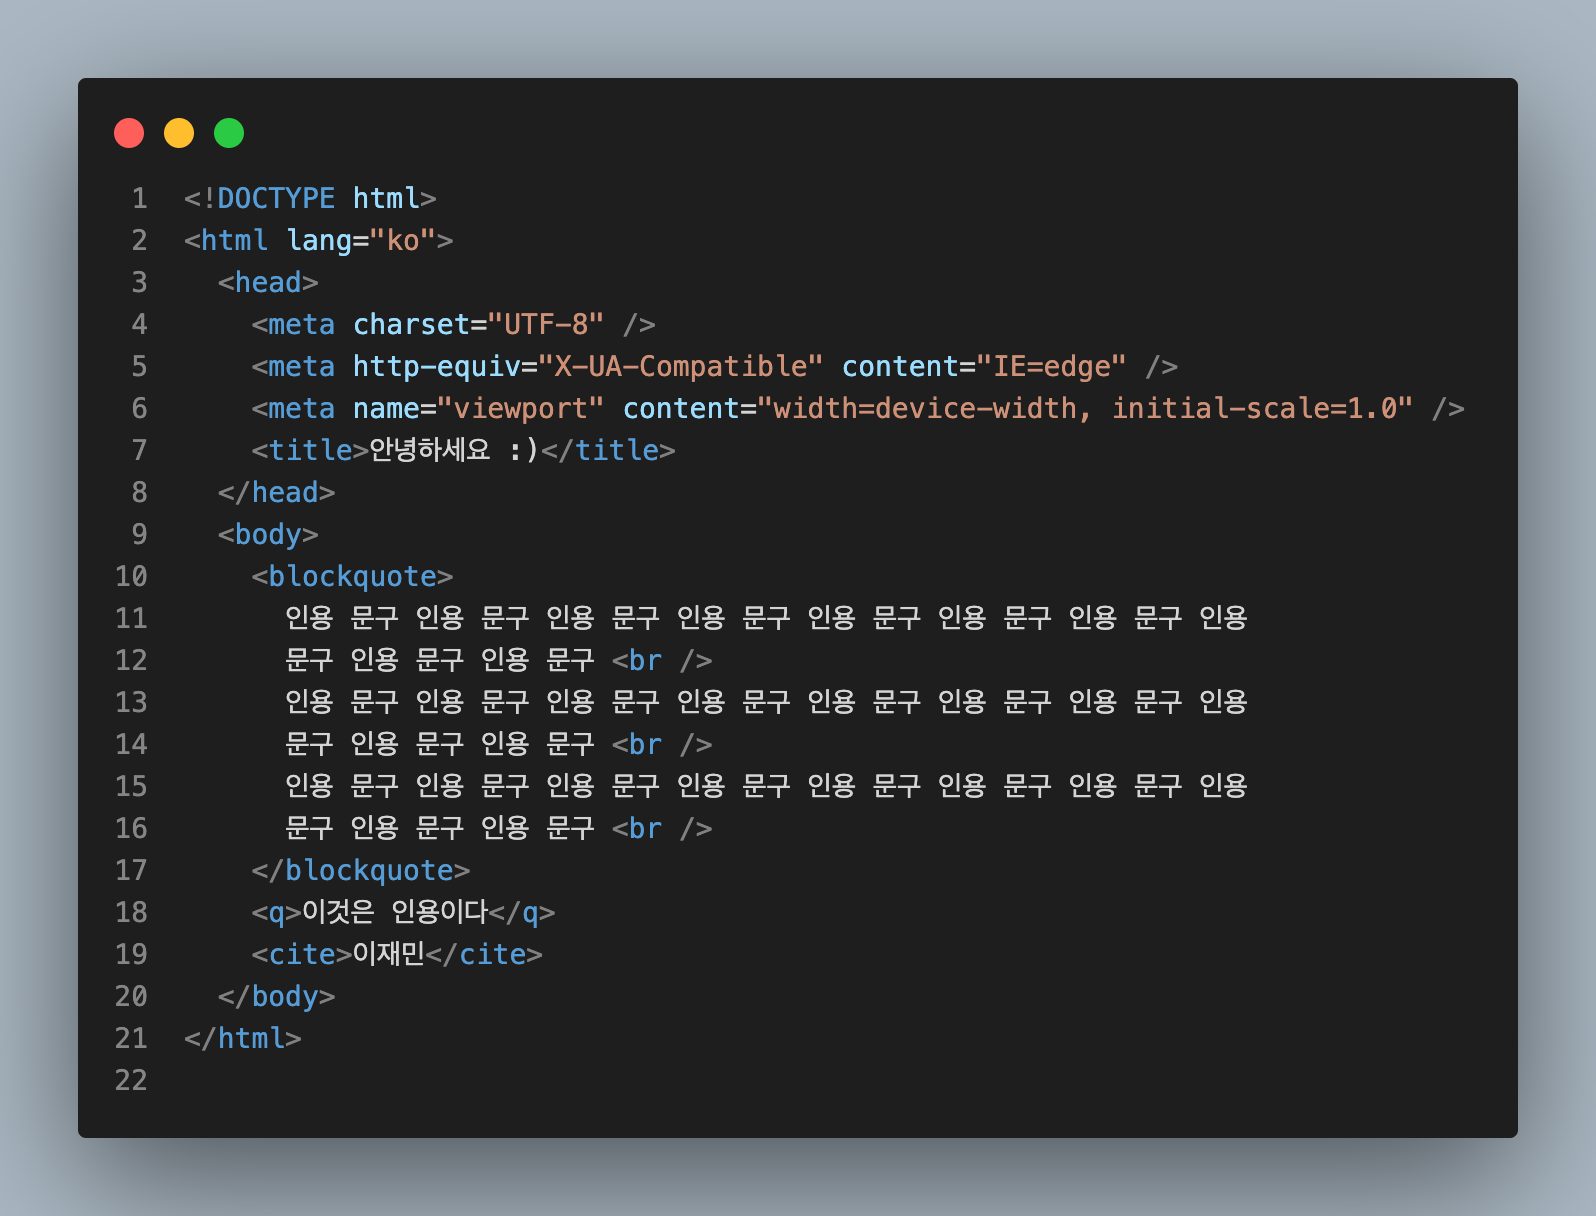 1 <!DOCTYPE html>
2 <html lang="ko">
3   <head>
4     <meta charset="UTF-8" />
5     <meta http-equiv="X-UA-Compatible" content="IE=edge" />
6     <meta name="viewport" content="width=device-width, initial-scale=1.0" />
7     <title>안녕하세요 :)</title>
8   </head>
9   <body>
10     <blockquote>
11       인용 문구 인용 문구 인용 문구 인용 문구 인용 문구 인용 문구 인용 문구 인용
12       문구 인용 문구 인용 문구 <br />
13       인용 문구 인용 문구 인용 문구 인용 문구 인용 문구 인용 문구 인용 문구 인용
14       문구 인용 문구 인용 문구 <br />
15       인용 문구 인용 문구 인용 문구 인용 문구 인용 문구 인용 문구 인용 문구 인용
16       문구 인용 문구 인용 문구 <br />
17     </blockquote>
18     <q>이것은 인용이다</q>
19     <cite>이재민</cite>
20   </body>
21 </html>
22